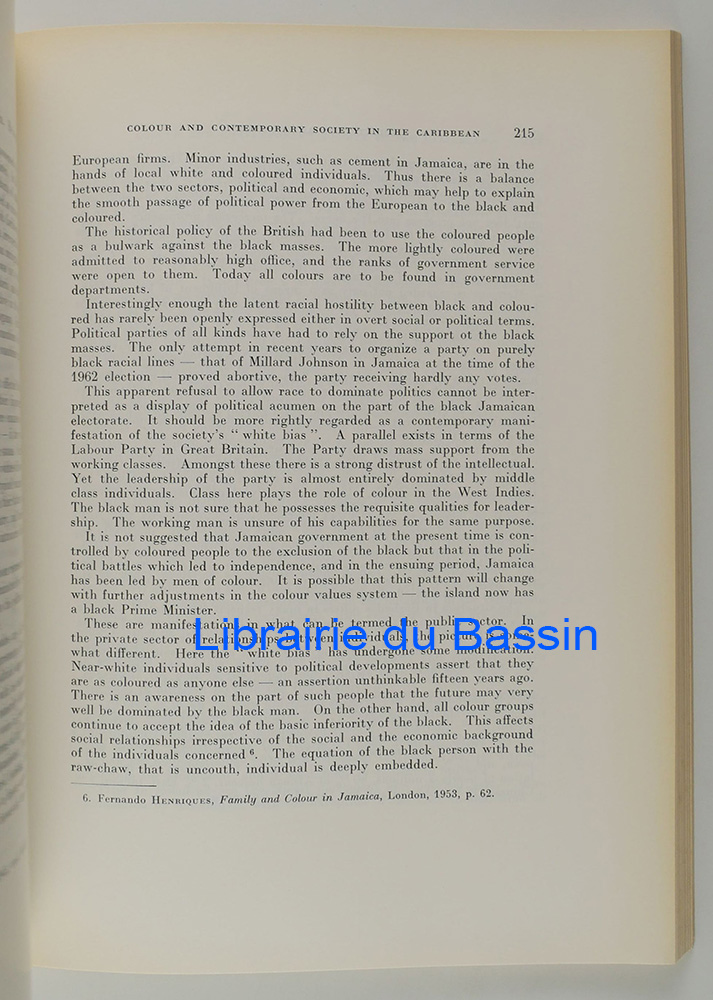 COLOUR AND CONTEMPORARY SOCIETY IN THE CARIBBEAN 215
European firms. Minor industries, such as cement in Jamaica, are in the
hands of local white and coloured individuals. Thus there is a balance
between the two sectors, political and economic, which may help to explain
the smooth passage of political power from the European to the black and
coloured.
The historical policy of the British had been to use the coloured people
as a bulwark against the black masses. The more lightly coloured were
admitted to reasonably high office, and the ranks of government service
were open to them. Today all colours are to be found in government
departments.
Interestingly enough the latent racial hostility between black and colou-
red has rarely been openly expressed either in overt social or political terms.
Political parties of all kinds have had to rely on the support ot the black
masses. The only attempt in recent years to organize a party on purely
black racial lines — that of Millard Johnson in Jamaica at the time of the
1962 election — proved abortive, the party receiving hardly any votes.
This apparent refusal to allow race to dominate politics cannot be inter-
preted as a display of political acumen on the part of the black Jamaican
electorate. It should be more rightly regarded as a contemporary mani-
festation of the society's " white bias ". A parallel exists in terms of the
Labour Party in Great Britain. The Party draws mass support from the
working classes. Amongst these there is a strong distrust of the intellectual.
Yet the leadership of the party is almost entirely dominated by middle
class individuals. Class here plays the role of colour in the West Indies.
The black man is not sure that he possesses the requisite qualities for leader-
ship. The working man is unsure of his capabilities for the same purpose.
It is not suggested that Jamaican government at the present time is con-
trolled by coloured people to the exclusion of the black but that in the poli-
tical battles which led to independence, and in the ensuing period, Jamaica
has been led by men of colour. It is possible that this pattern will change
with further adjustments in the colour values system — the island now has
a black Prime Minister.
These are manifestations in what can be termed the public sector. In
the private sector of relationships between individuals, the picture is some-
what different. Here the " white bias " has undergone some modification.
Near-white individuals sensitive to political developments assert that they
are as coloured as anyone else — an assertion unthinkable fifteen years ago.
There is an awareness on the part of such people that the future may very
well be dominated by the black man. On the other hand, all colour groups
continue to accept the idea of the basic inferiority of the black. This affects
social relationships irrespective of the social and the economic background
of the individuals concerned 6. The equation of the black person with the
raw-chaw, that is uncouth, individual is deeply embedded.
6. Fernando HENRIQUES, Family and Colour in Jamaica, London, 1953, p. 62.
Librairie du Bassin